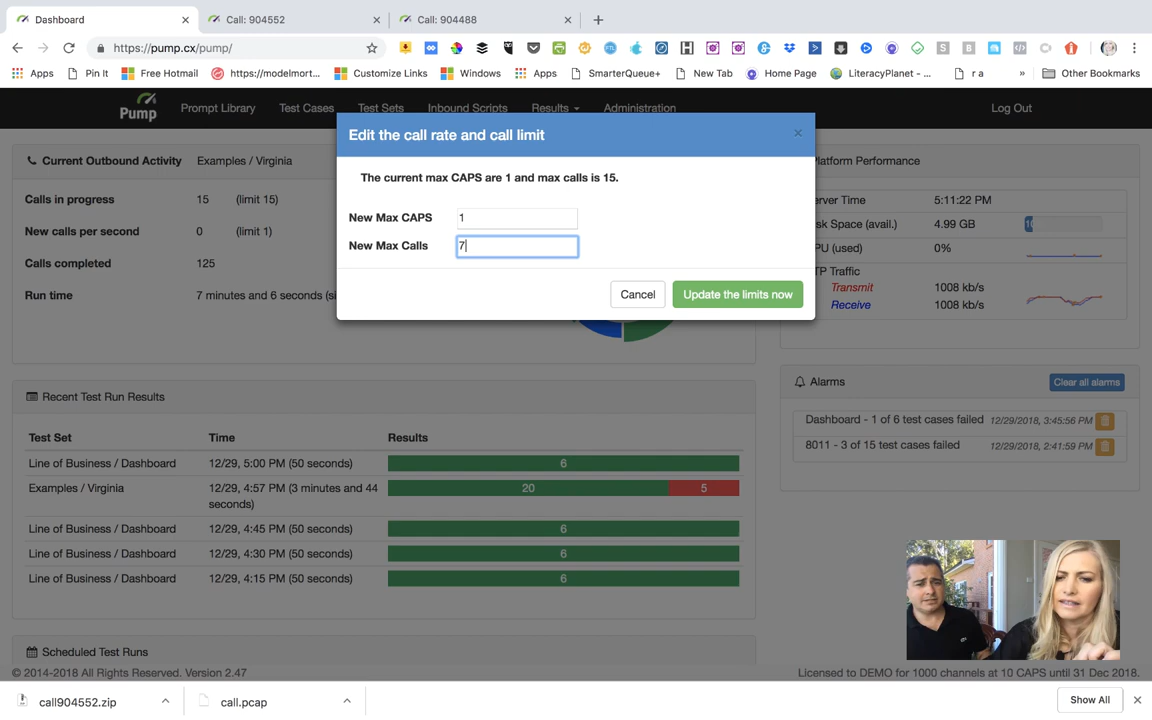 Dashboard
Call: 904552
Call: 904488
https://pump.cx/pump/
Apps
Pin It
Free Hotmail
https://modelmort...
Customize Links
Windows
Apps
SmarterQueue+
New Tab
Home Page
LiteracyPlanet - ...
r a
»
Other Bookmarks
Pump
Prompt Library
Test Cases
Test Sets
Inbound Scripts
Results
Administration
Log Out
Edit the call rate and call limit
The current max CAPS are 1 and max calls is 15.
New Max CAPS 1
New Max Calls 7
Cancel
Update the limits now
Current Outbound Activity Examples / Virginia
Calls in progress 15 (limit 15)
New calls per second 0 (limit 1)
Calls completed 125
Run time 7 minutes and 6 seconds (si
Platform Performance
erver Time 5:11:22 PM
sk Space (avail.) 4.99 GB
PU (used) 0%
TP Traffic
Transmit 1008 kb/s
Receive 1008 kb/s
Recent Test Run Results
Test Set Time Results
Line of Business / Dashboard 12/29, 5:00 PM (50 seconds) 6
Examples / Virginia 12/29, 4:57 PM (3 minutes and 44 20 5
seconds)
Line of Business / Dashboard 12/29, 4:45 PM (50 seconds) 6
Line of Business / Dashboard 12/29, 4:30 PM (50 seconds) 6
Line of Business / Dashboard 12/29, 4:15 PM (50 seconds) 6
Alarms
Clear all alarms
Dashboard - 1 of 6 test cases failed 12/29/2018, 3:45:56 PM
8011 - 3 of 15 test cases failed 12/29/2018, 2:41:59 PM
Scheduled Test Runs
© 2014-2018 All Rights Reserved. Version 2.47
Licensed to DEMO for 1000 channels at 10 CAPS until 31 Dec 2018.
call904552.zip
call.pcap
Show All